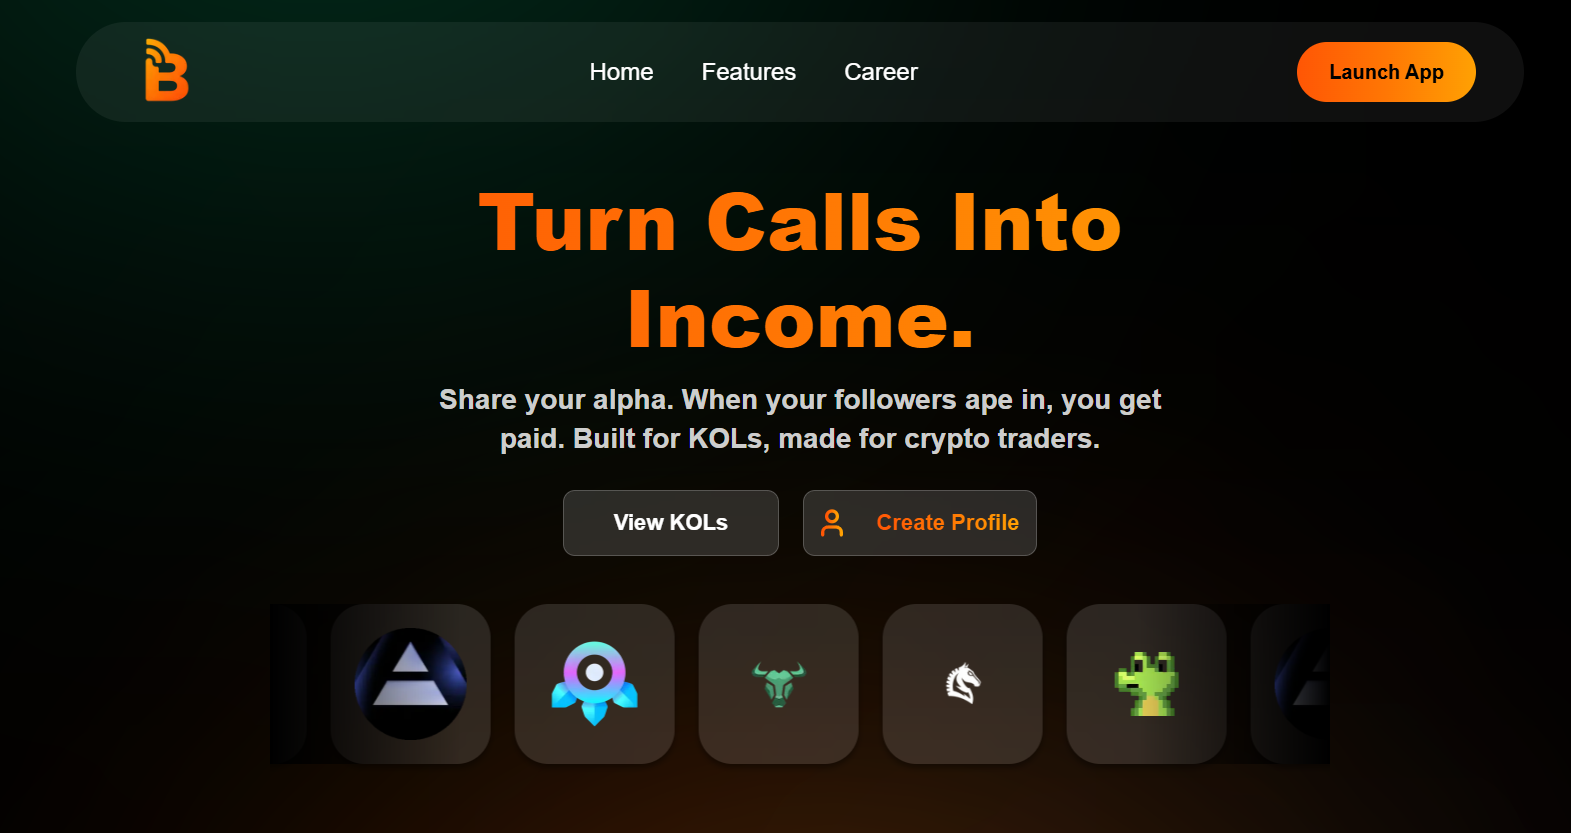 Home
Features
Career
Launch App
Turn Calls Into
Income.
Share your alpha. When your followers ape in, you get
paid. Built for KOLs, made for crypto traders.
View KOLs
Create Profile